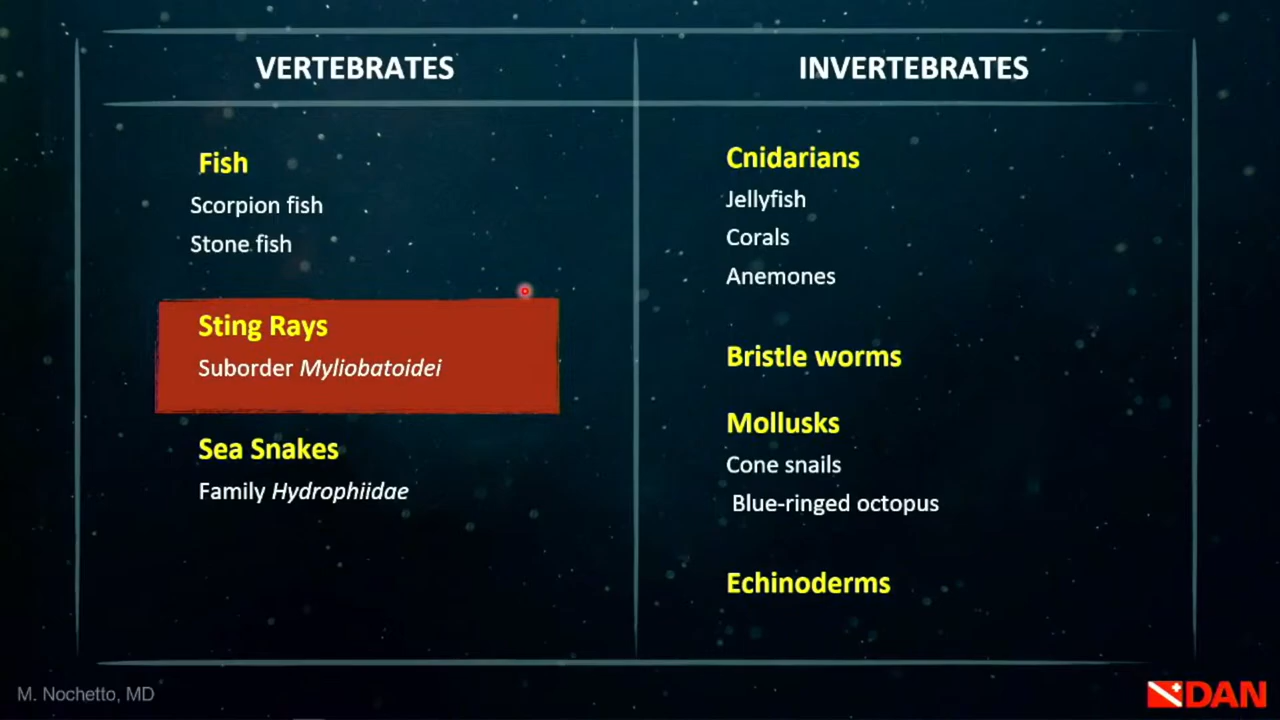 VERTEBRATES
Fish
Scorpion fish
Stone fish
Sting Rays
Suborder Myliobatoidei
Sea Snakes
Family Hydrophiidae
INVERTEBRATES
Cnidarians
Jellyfish
Corals
Anemones
Bristle worms
Mollusks
Cone snails
Blue-ringed octopus
Echinoderms
M. Nochetto, MD
DAN